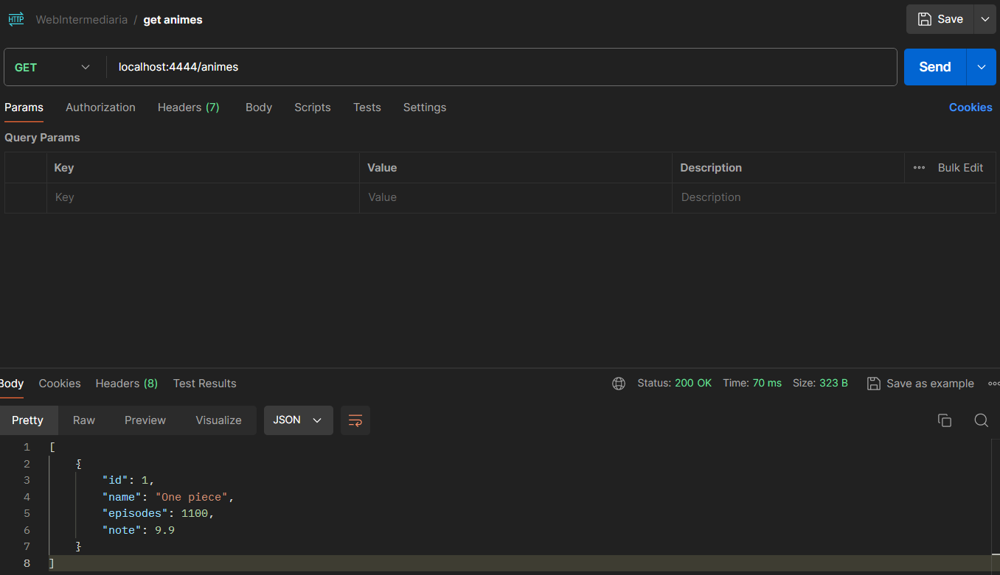 HTTP WebIntermediaria / get animes Save
GET localhost:4444/animes Send
Params Authorization Headers (7) Body Scripts Tests Settings Cookies
Query Params
Key Value Description Bulk Edit
Key Value Description
Body Cookies Headers (8) Test Results Status: 200 OK Time: 70 ms Size: 323 B Save as example
Pretty Raw Preview Visualize JSON
1 [
2 {
3 "id": 1,
4 "name": "One piece",
5 "episodes": 1100,
6 "note": 9.9
7 }
8 ]